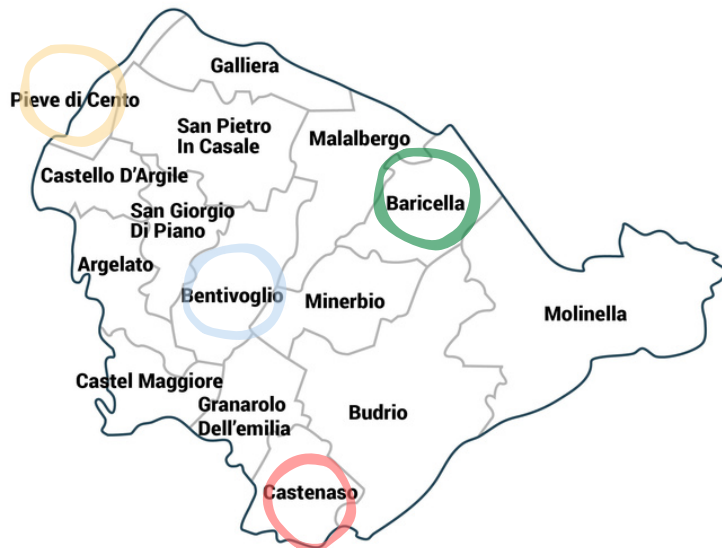 Galliera
Pieve di Cento
San Pietro
In Casale
Malalbergo
Castello D'Argile
Baricella
San Giorgio
Di Piano
Argelato
Bentivoglio
Minerbio
Molinella
Castel Maggiore
Granarolo
Dell'emilia
Budrio
Castenaso